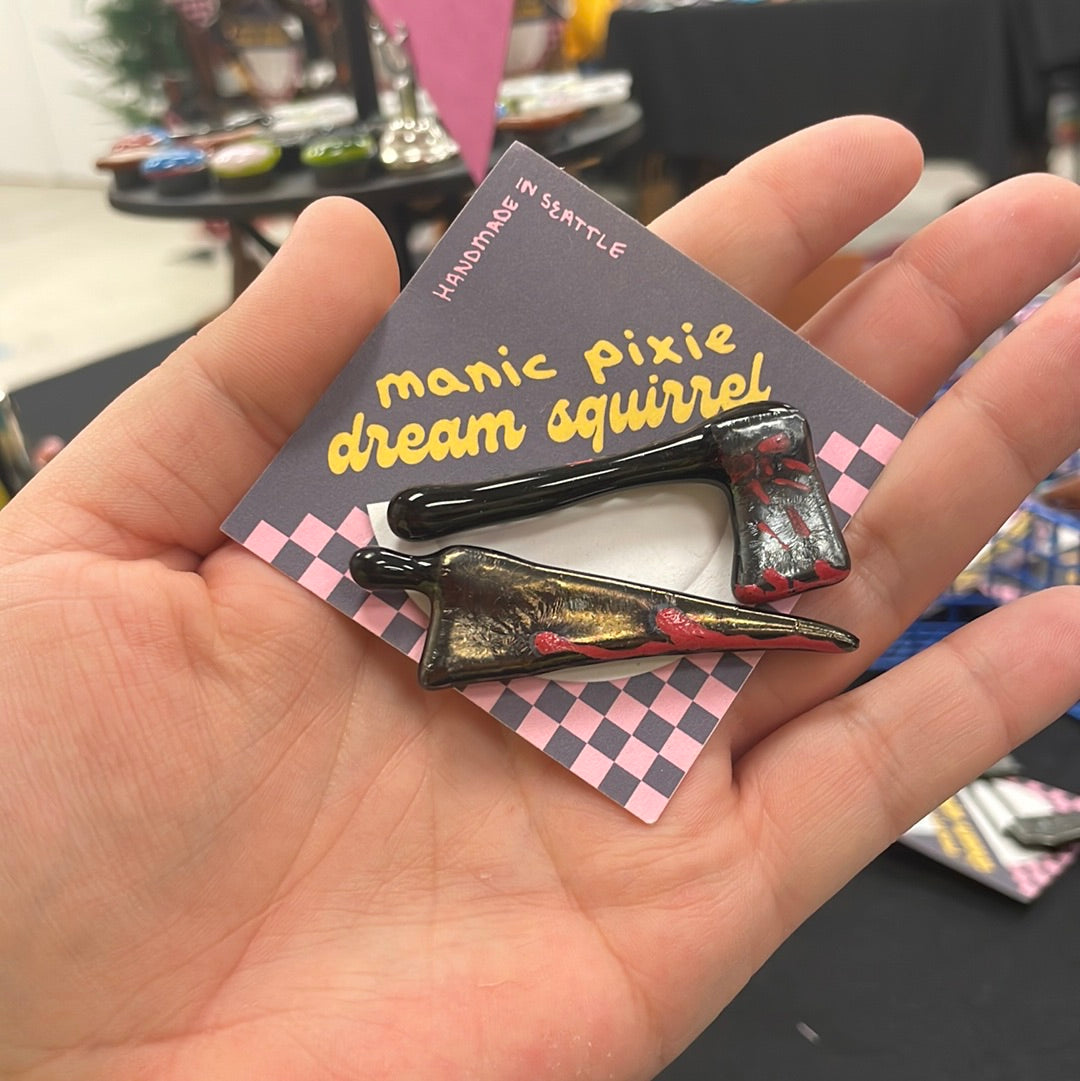 HANDMADE IN SEATTLE
manic pixie
dream squirrel